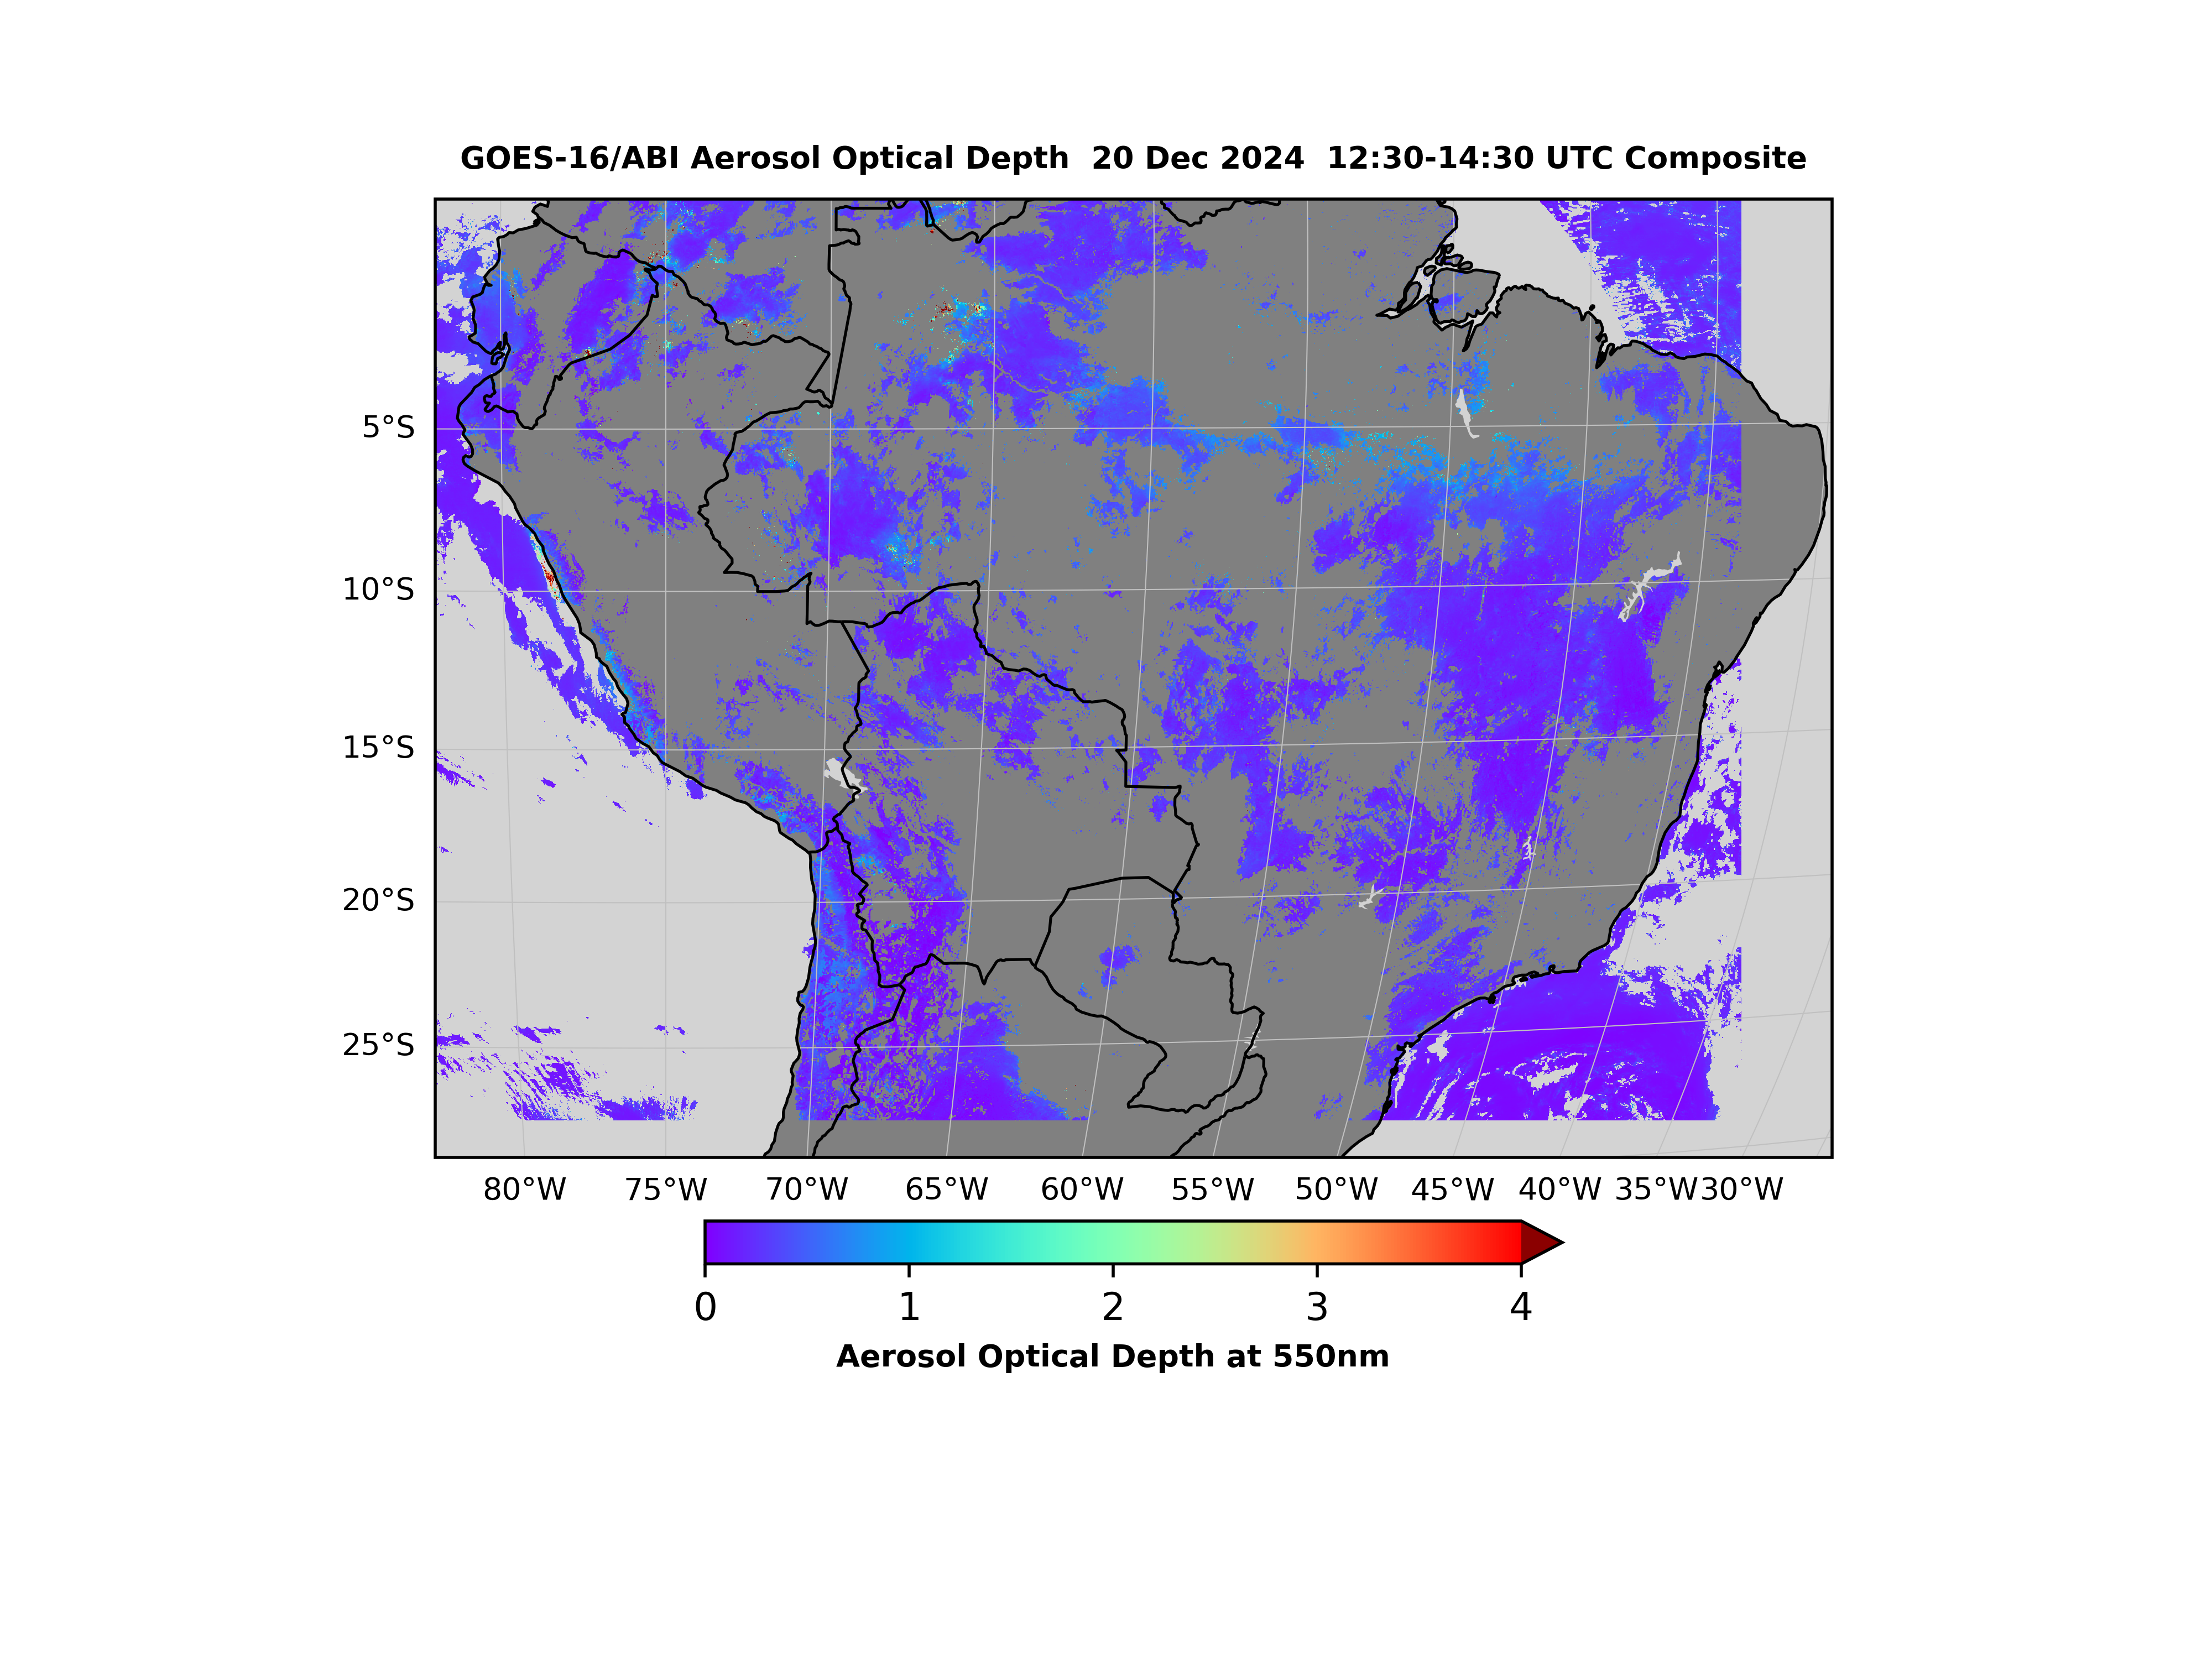 GOES-16/ABI Aerosol Optical Depth  20 Dec 2024  12:30-14:30 UTC Composite
5°S
10°S
15°S
20°S
25°S
80°W 75°W 70°W 65°W 60°W 55°W 50°W 45°W 40°W 35°W 30°W
0 1 2 3 4
Aerosol Optical Depth at 550nm